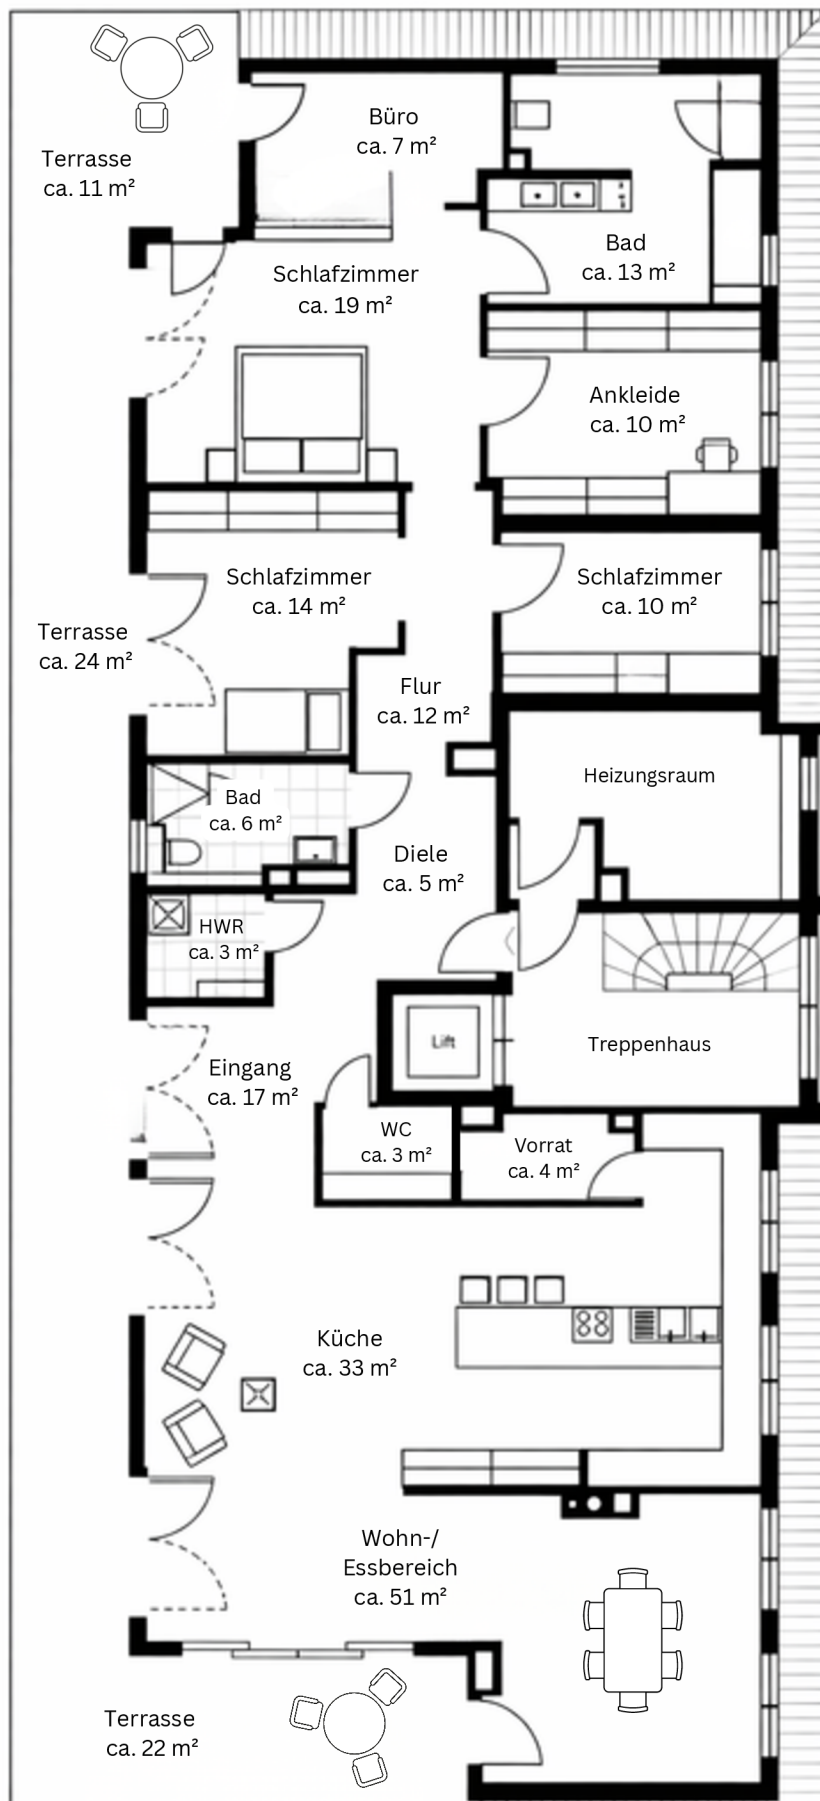 Büro
ca. 7 m²
Terrasse
ca. 11 m²
Bad
ca. 13 m²
Schlafzimmer
ca. 19 m²
Ankleide
ca. 10 m²
Schlafzimmer
ca. 14 m²
Schlafzimmer
ca. 10 m²
Terrasse
ca. 24 m²
Flur
ca. 12 m²
Heizungsraum
Bad
ca. 6 m²
Diele
ca. 5 m²
HWR
ca. 3 m²
Lift
Treppenhaus
Eingang
ca. 17 m²
WC
ca. 3 m²
Vorrat
ca. 4 m²
Küche
ca. 33 m²
Wohn-/
Essbereich
ca. 51 m²
Terrasse
ca. 22 m²